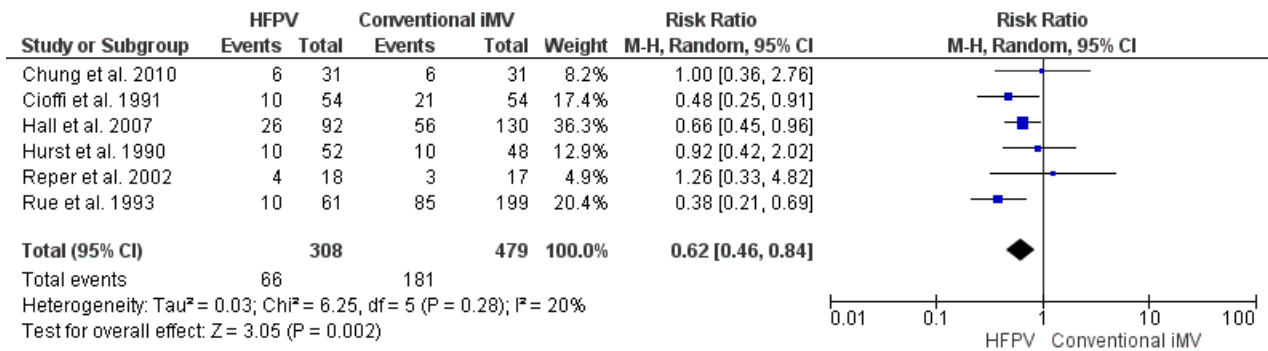 HFPV Conventional iMV Risk Ratio Risk Ratio
Study or Subgroup Events Total Events Total Weight M-H, Random, 95% CI M-H, Random, 95% CI
Chung et al. 2010 6 31 6 31 8.2% 1.00 [0.36, 2.76]
Cioffi et al. 1991 10 54 21 54 17.4% 0.48 [0.25, 0.91]
Hall et al. 2007 26 92 56 130 36.3% 0.66 [0.45, 0.96]
Hurst et al. 1990 10 52 10 48 12.9% 0.92 [0.42, 2.02]
Reper et al. 2002 4 18 3 17 4.9% 1.26 [0.33, 4.82]
Rue et al. 1993 10 61 85 199 20.4% 0.38 [0.21, 0.69]
Total (95% CI) 308 479 100.0% 0.62 [0.46, 0.84]
Total events 66 181
Heterogeneity: Tau² = 0.03; Chi² = 6.25, df = 5 (P = 0.28); I² = 20%
Test for overall effect: Z = 3.05 (P = 0.002)
0.01 0.1 1 10 100
HFPV Conventional iMV